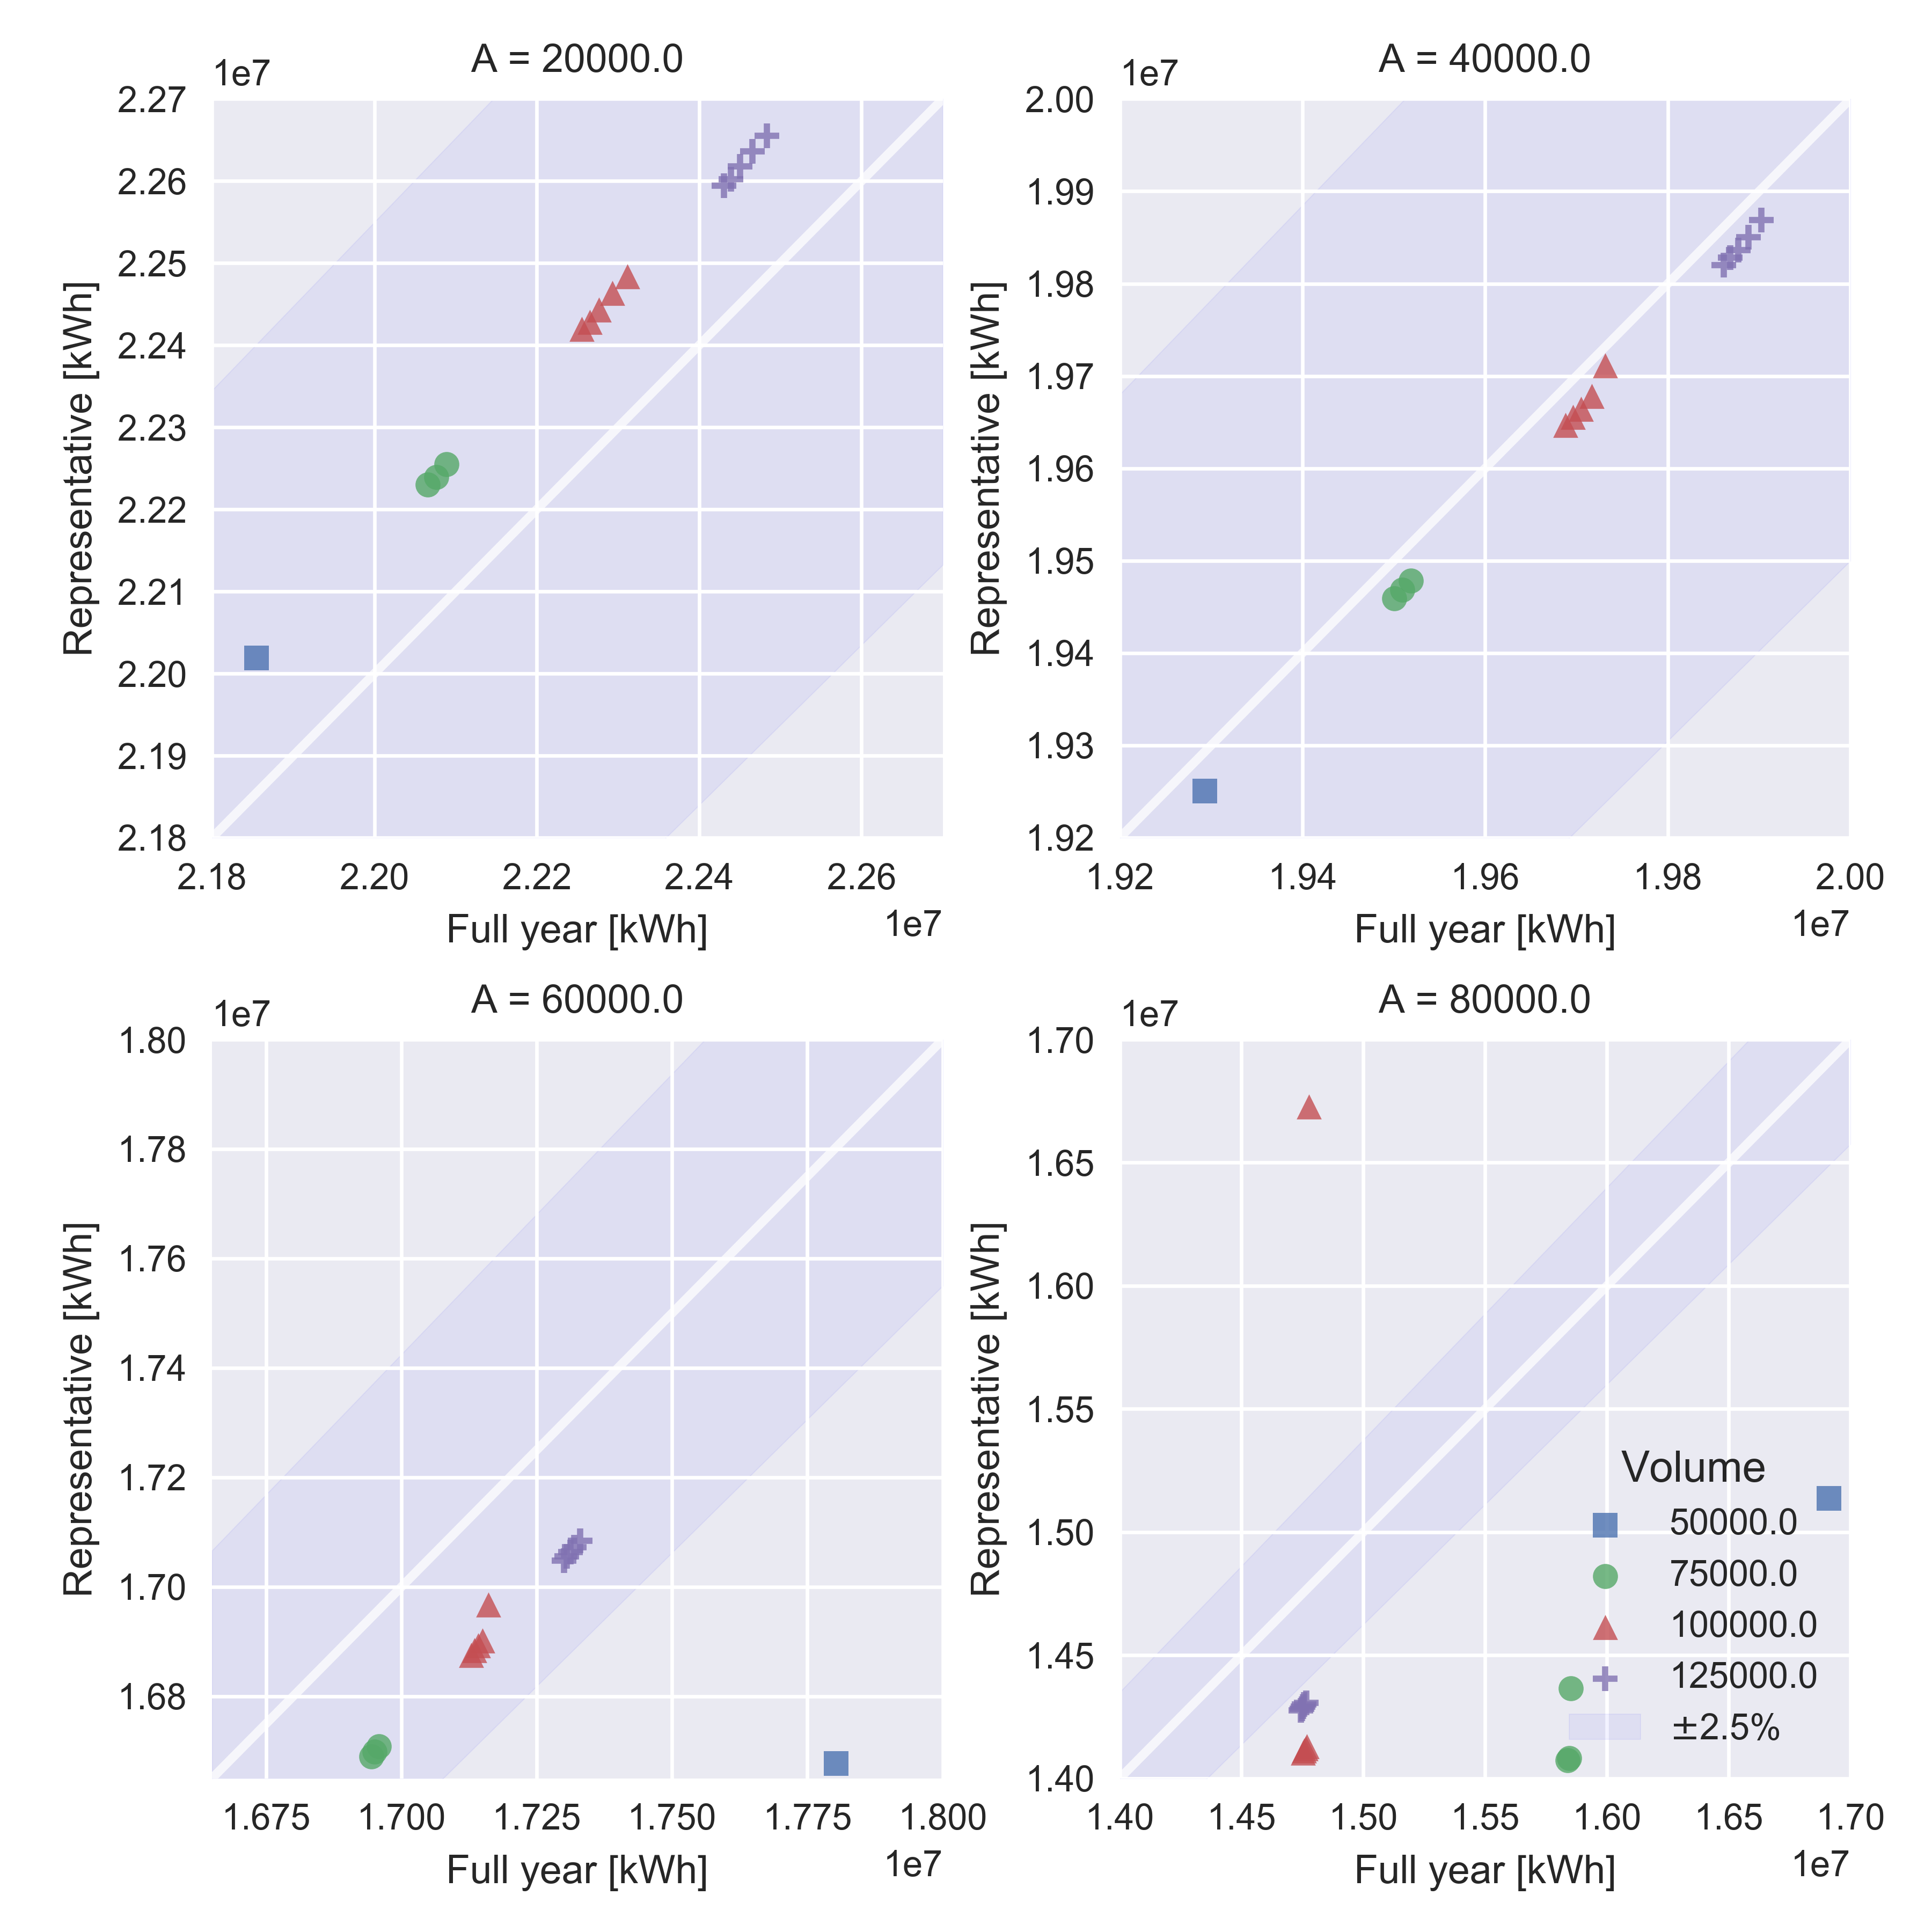 A = 20000.0
1e7
2.27
2.26
2.25
2.24
2.23
2.22
2.21
2.20
2.19
2.18
Representative [kWh]
2.18 2.20 2.22 2.24 2.26
Full year [kWh]
1e7
A = 40000.0
1e7
2.00
1.99
1.98
1.97
1.96
1.95
1.94
1.93
1.92
Representative [kWh]
1.92 1.94 1.96 1.98 2.00
Full year [kWh]
1e7
A = 60000.0
1e7
1.80
1.78
1.76
1.74
1.72
1.70
1.68
Representative [kWh]
1.675 1.700 1.725 1.750 1.775 1.800
Full year [kWh]
1e7
A = 80000.0
1e7
1.70
1.65
1.60
1.55
1.50
1.45
1.40
Representative [kWh]
Volume
50000.0
75000.0
100000.0
125000.0
±2.5%
1.40 1.45 1.50 1.55 1.60 1.65 1.70
Full year [kWh]
1e7